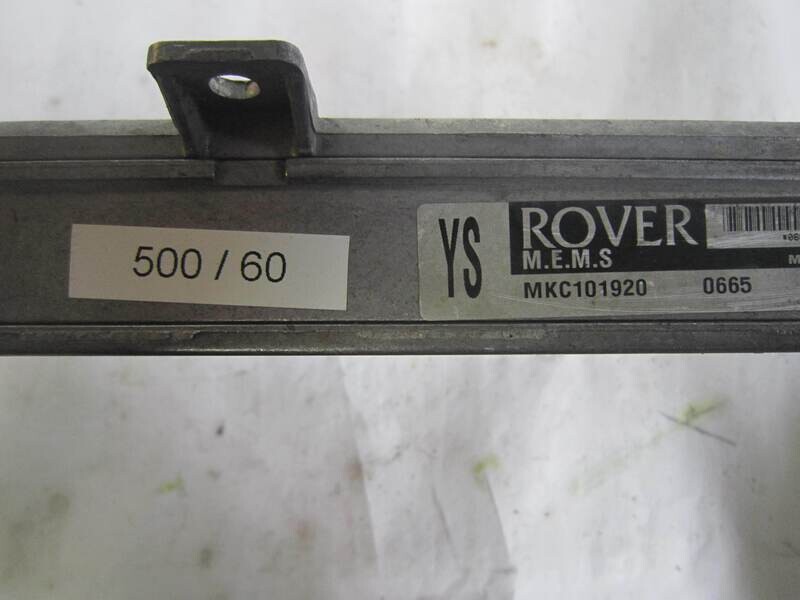 500 / 60
YS
ROVER
M.E.M.S
MKC101920 0665